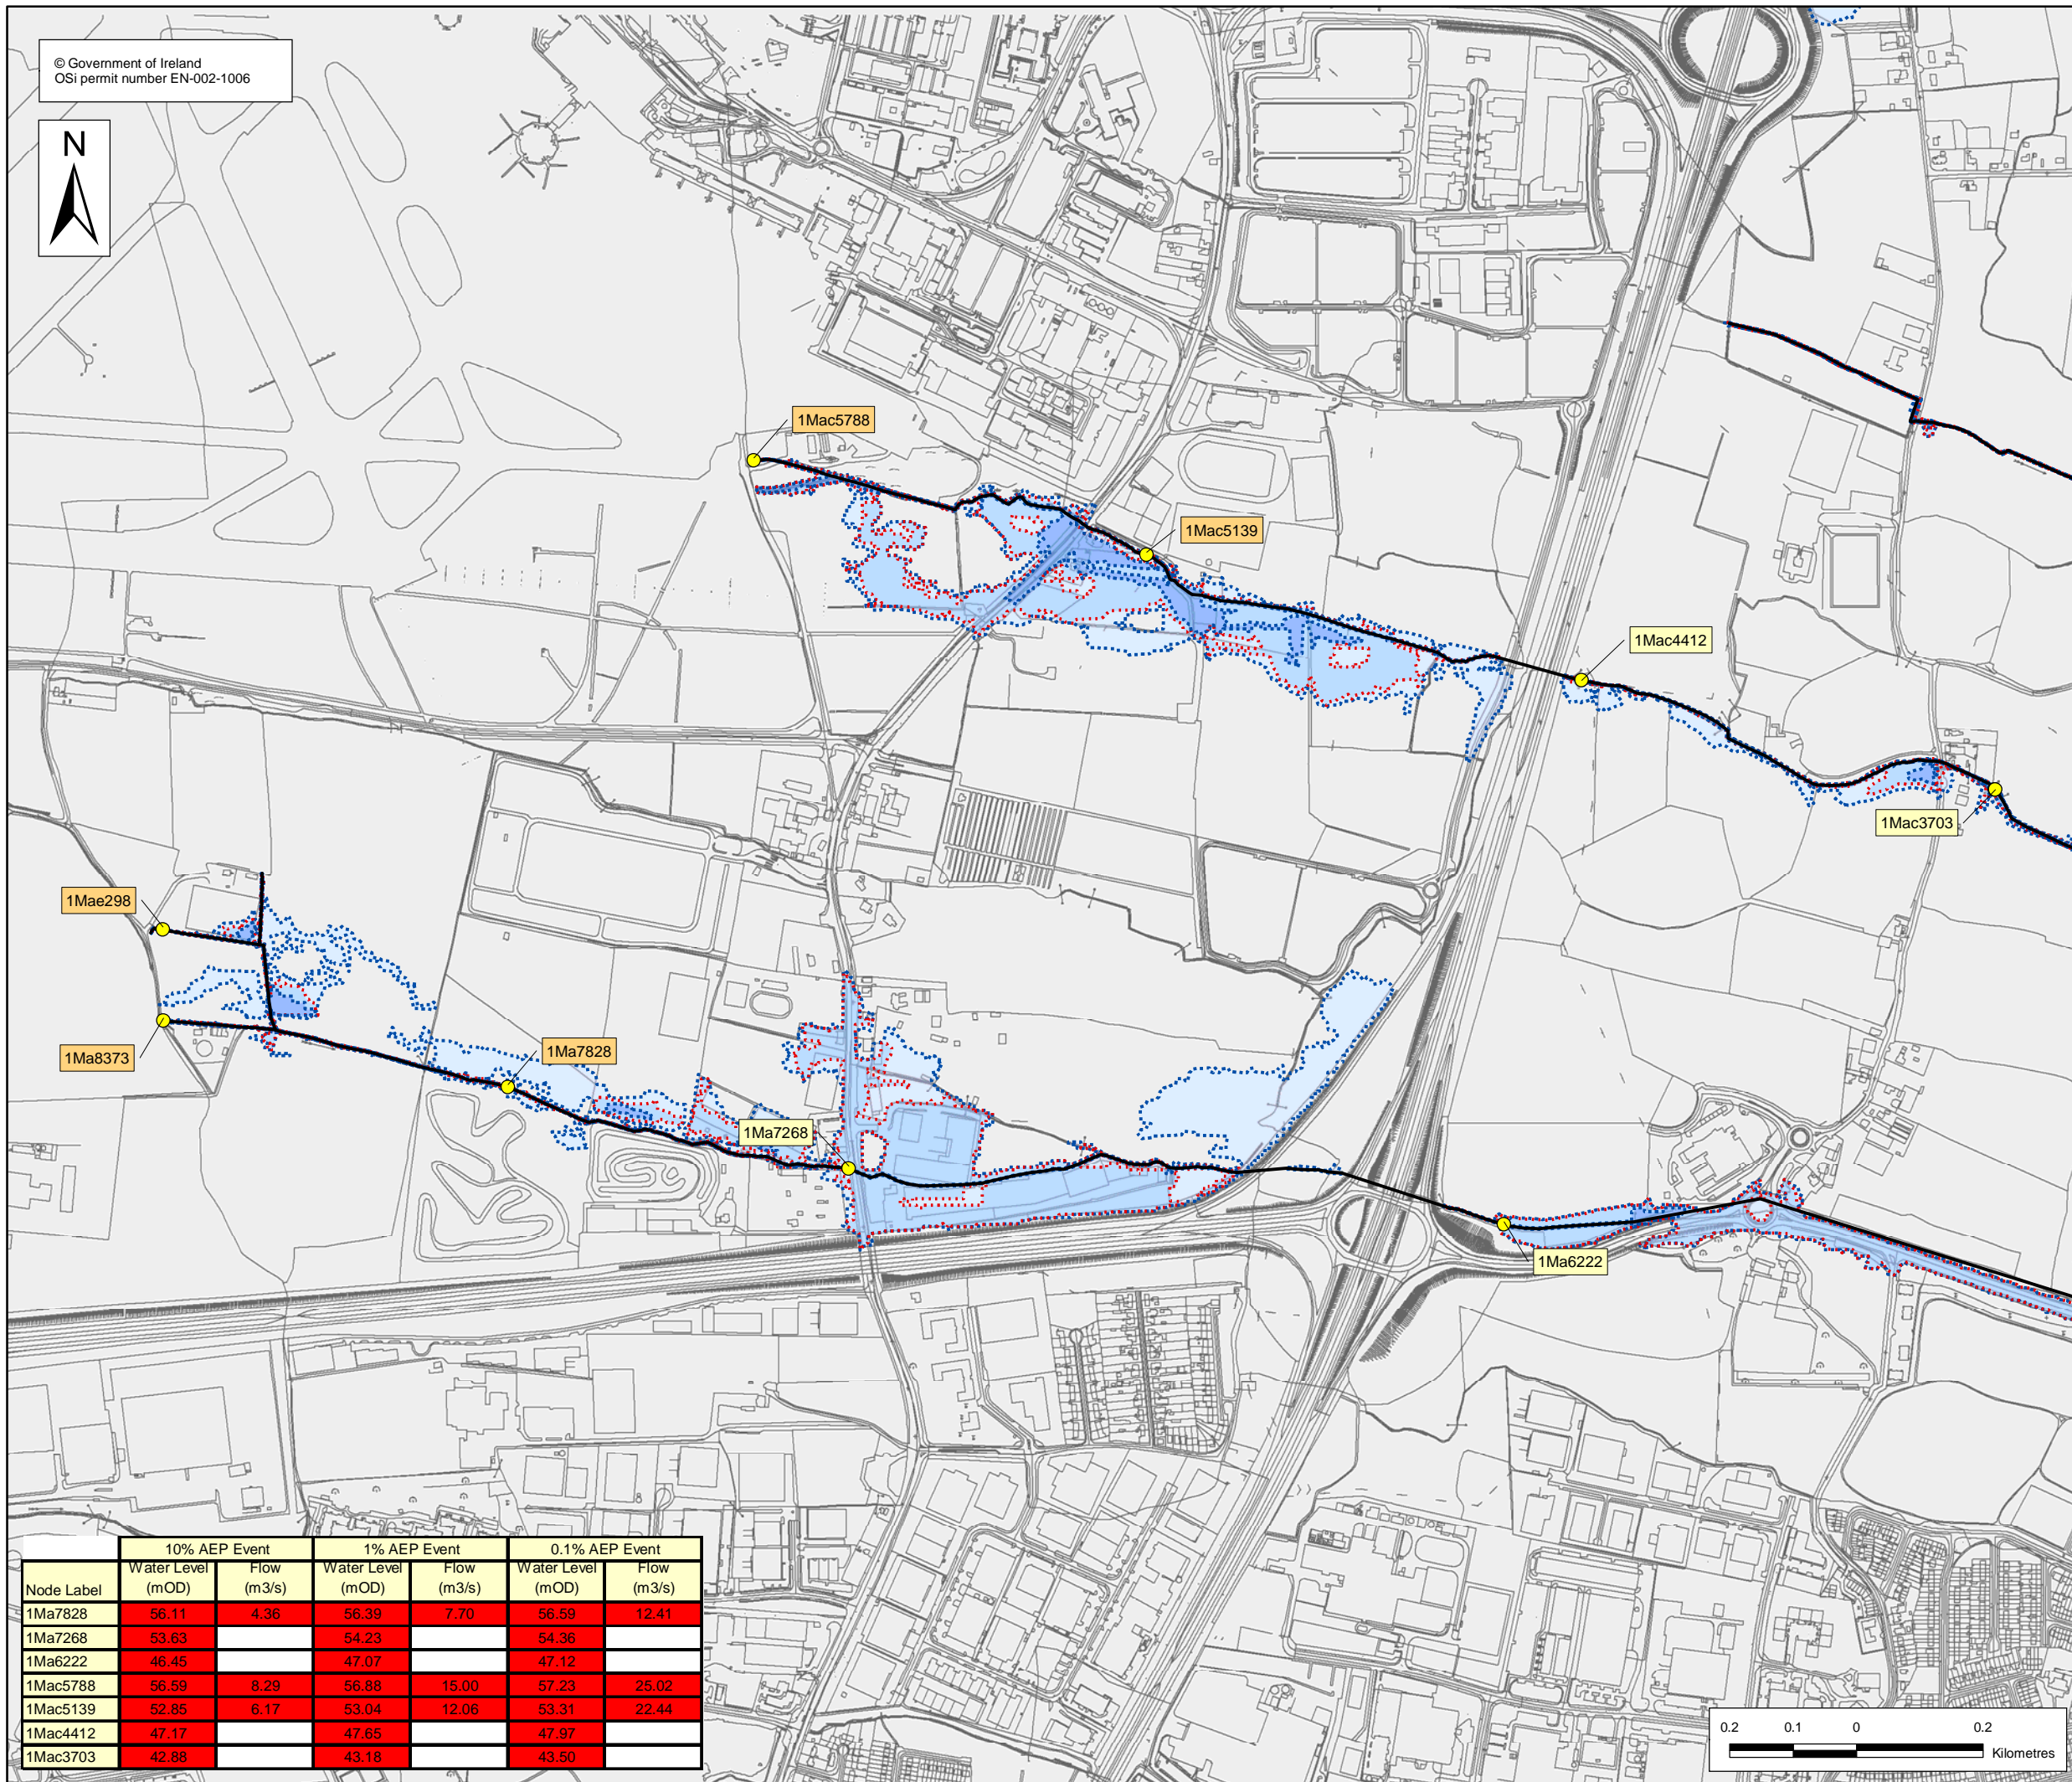 © Government of Ireland
OSi permit number EN-002-1006
N
1Mac5788
1Mac5139
1Mac4412
1Mac3703
1Mae298
1Ma8373
1Ma7828
1Ma7268
1Ma6222
10% AEP Event 1% AEP Event 0.1% AEP Event
Node Label Water Level (mOD) Flow (m3/s) Water Level (mOD) Flow (m3/s) Water Level (mOD) Flow (m3/s)
1Ma7828 56.11 4.36 56.39 7.70 56.59 12.41
1Ma7268 53.63 54.23 54.36
1Ma6222 46.45 47.07 47.12
1Mac5788 56.59 8.29 56.88 15.00 57.23 25.02
1Mac5139 52.85 6.17 53.04 12.06 53.31 22.44
1Mac4412 47.17 47.65 47.97
1Mac3703 42.88 43.18 43.50
0.2 0.1 0 0.2
Kilometres